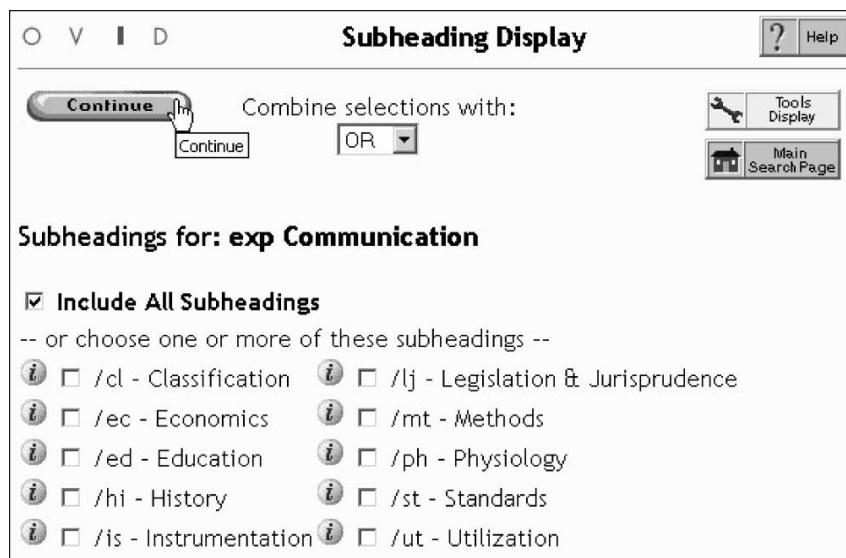 O V I D Subheading Display ? Help
Continue Combine selections with: Tools Display
Continue OR Main Search Page
Subheadings for: exp Communication
Include All Subheadings
-- or choose one or more of these subheadings --
i /cl - Classification i /lj - Legislation & Jurisprudence
i /ec - Economics i /mt - Methods
i /ed - Education i /ph - Physiology
i /hi - History i /st - Standards
i /is - Instrumentation i /ut - Utilization